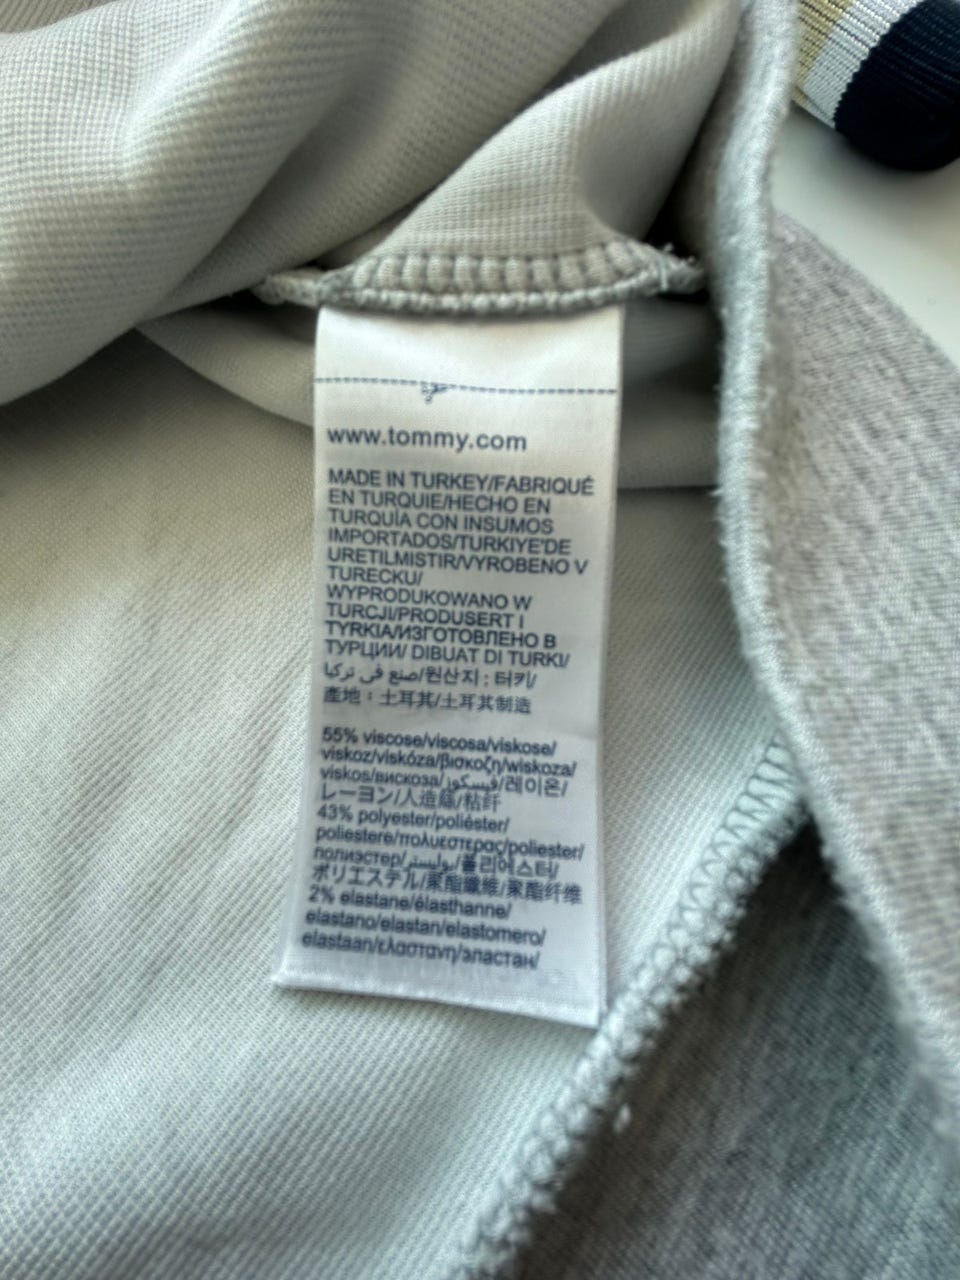 www.tommy.com
MADE IN TURKEY/FABRIQUÉ
EN TURQUIE/HECHO EN
TURQUÍA CON INSUMOS
IMPORTADOS/TURKIYE'DE
URETILMISTIR/VYROBENO V
TURECKU/
WYPRODUKOWANO W
TURCJI/PRODUSERT I
TYRKIA/ИЗГОТОВЛЕНО В
ТУРЦИИ/ DIBUAT DI TURKI/
صنع في تركيا/원산지 : 터키/
產地：土耳其/土耳其制造
55% viscose/viscosa/viskose/
viskoz/viskóza/βισκοζη/wiskoza/
viskos/вискоза/فيسكوز/레이온/
レーヨン/人造絲/粘纤
43% polyester/poliéster/
poliestere/πολυεστερας/poliester/
полиэстер/بوليستر/폴리에스터/
ポリエステル/聚酯纖維/聚酯纤维
2% elastane/élasthanne/
elastano/elastan/elastomero/
elastaan/ελαστανη/эластан/